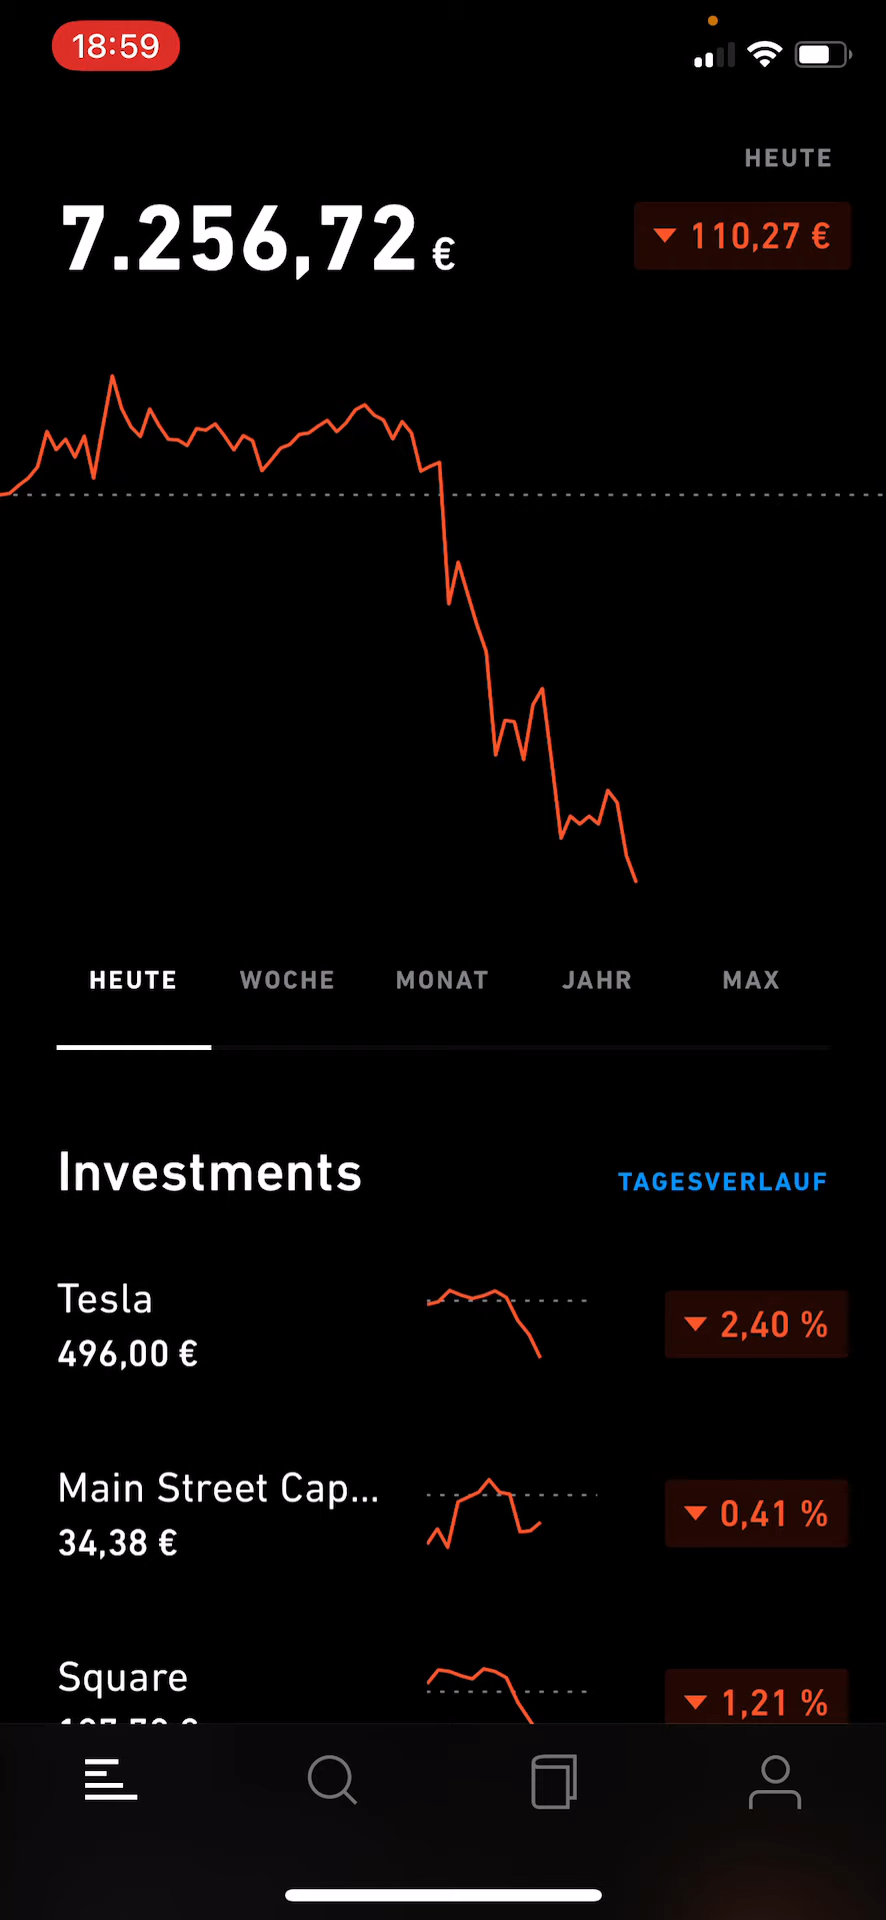 18:59
HEUTE
7.256,72 €
110,27 €
HEUTE WOCHE MONAT JAHR MAX
Investments
TAGESVERLAUF
Tesla
496,00 €
2,40 %
Main Street Cap...
34,38 €
0,41 %
Square
1,21 %